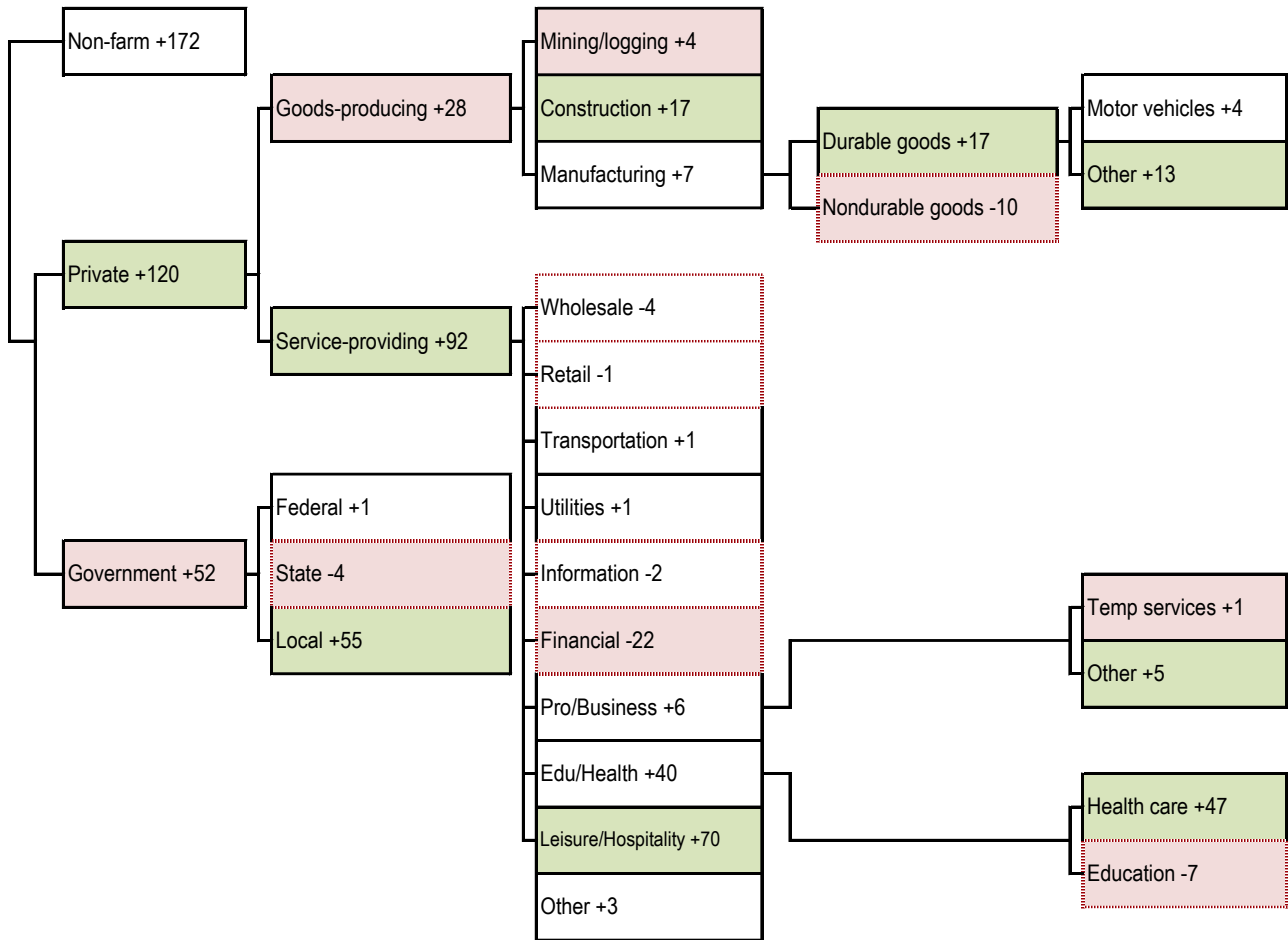 Non-farm +172
Private +120
Government +52
Goods-producing +28
Service-providing +92
Federal +1
State -4
Local +55
Mining/logging +4
Construction +17
Manufacturing +7
Wholesale -4
Retail -1
Transportation +1
Utilities +1
Information -2
Financial -22
Pro/Business +6
Edu/Health +40
Leisure/Hospitality +70
Other +3
Durable goods +17
Nondurable goods -10
Motor vehicles +4
Other +13
Temp services +1
Other +5
Health care +47
Education -7